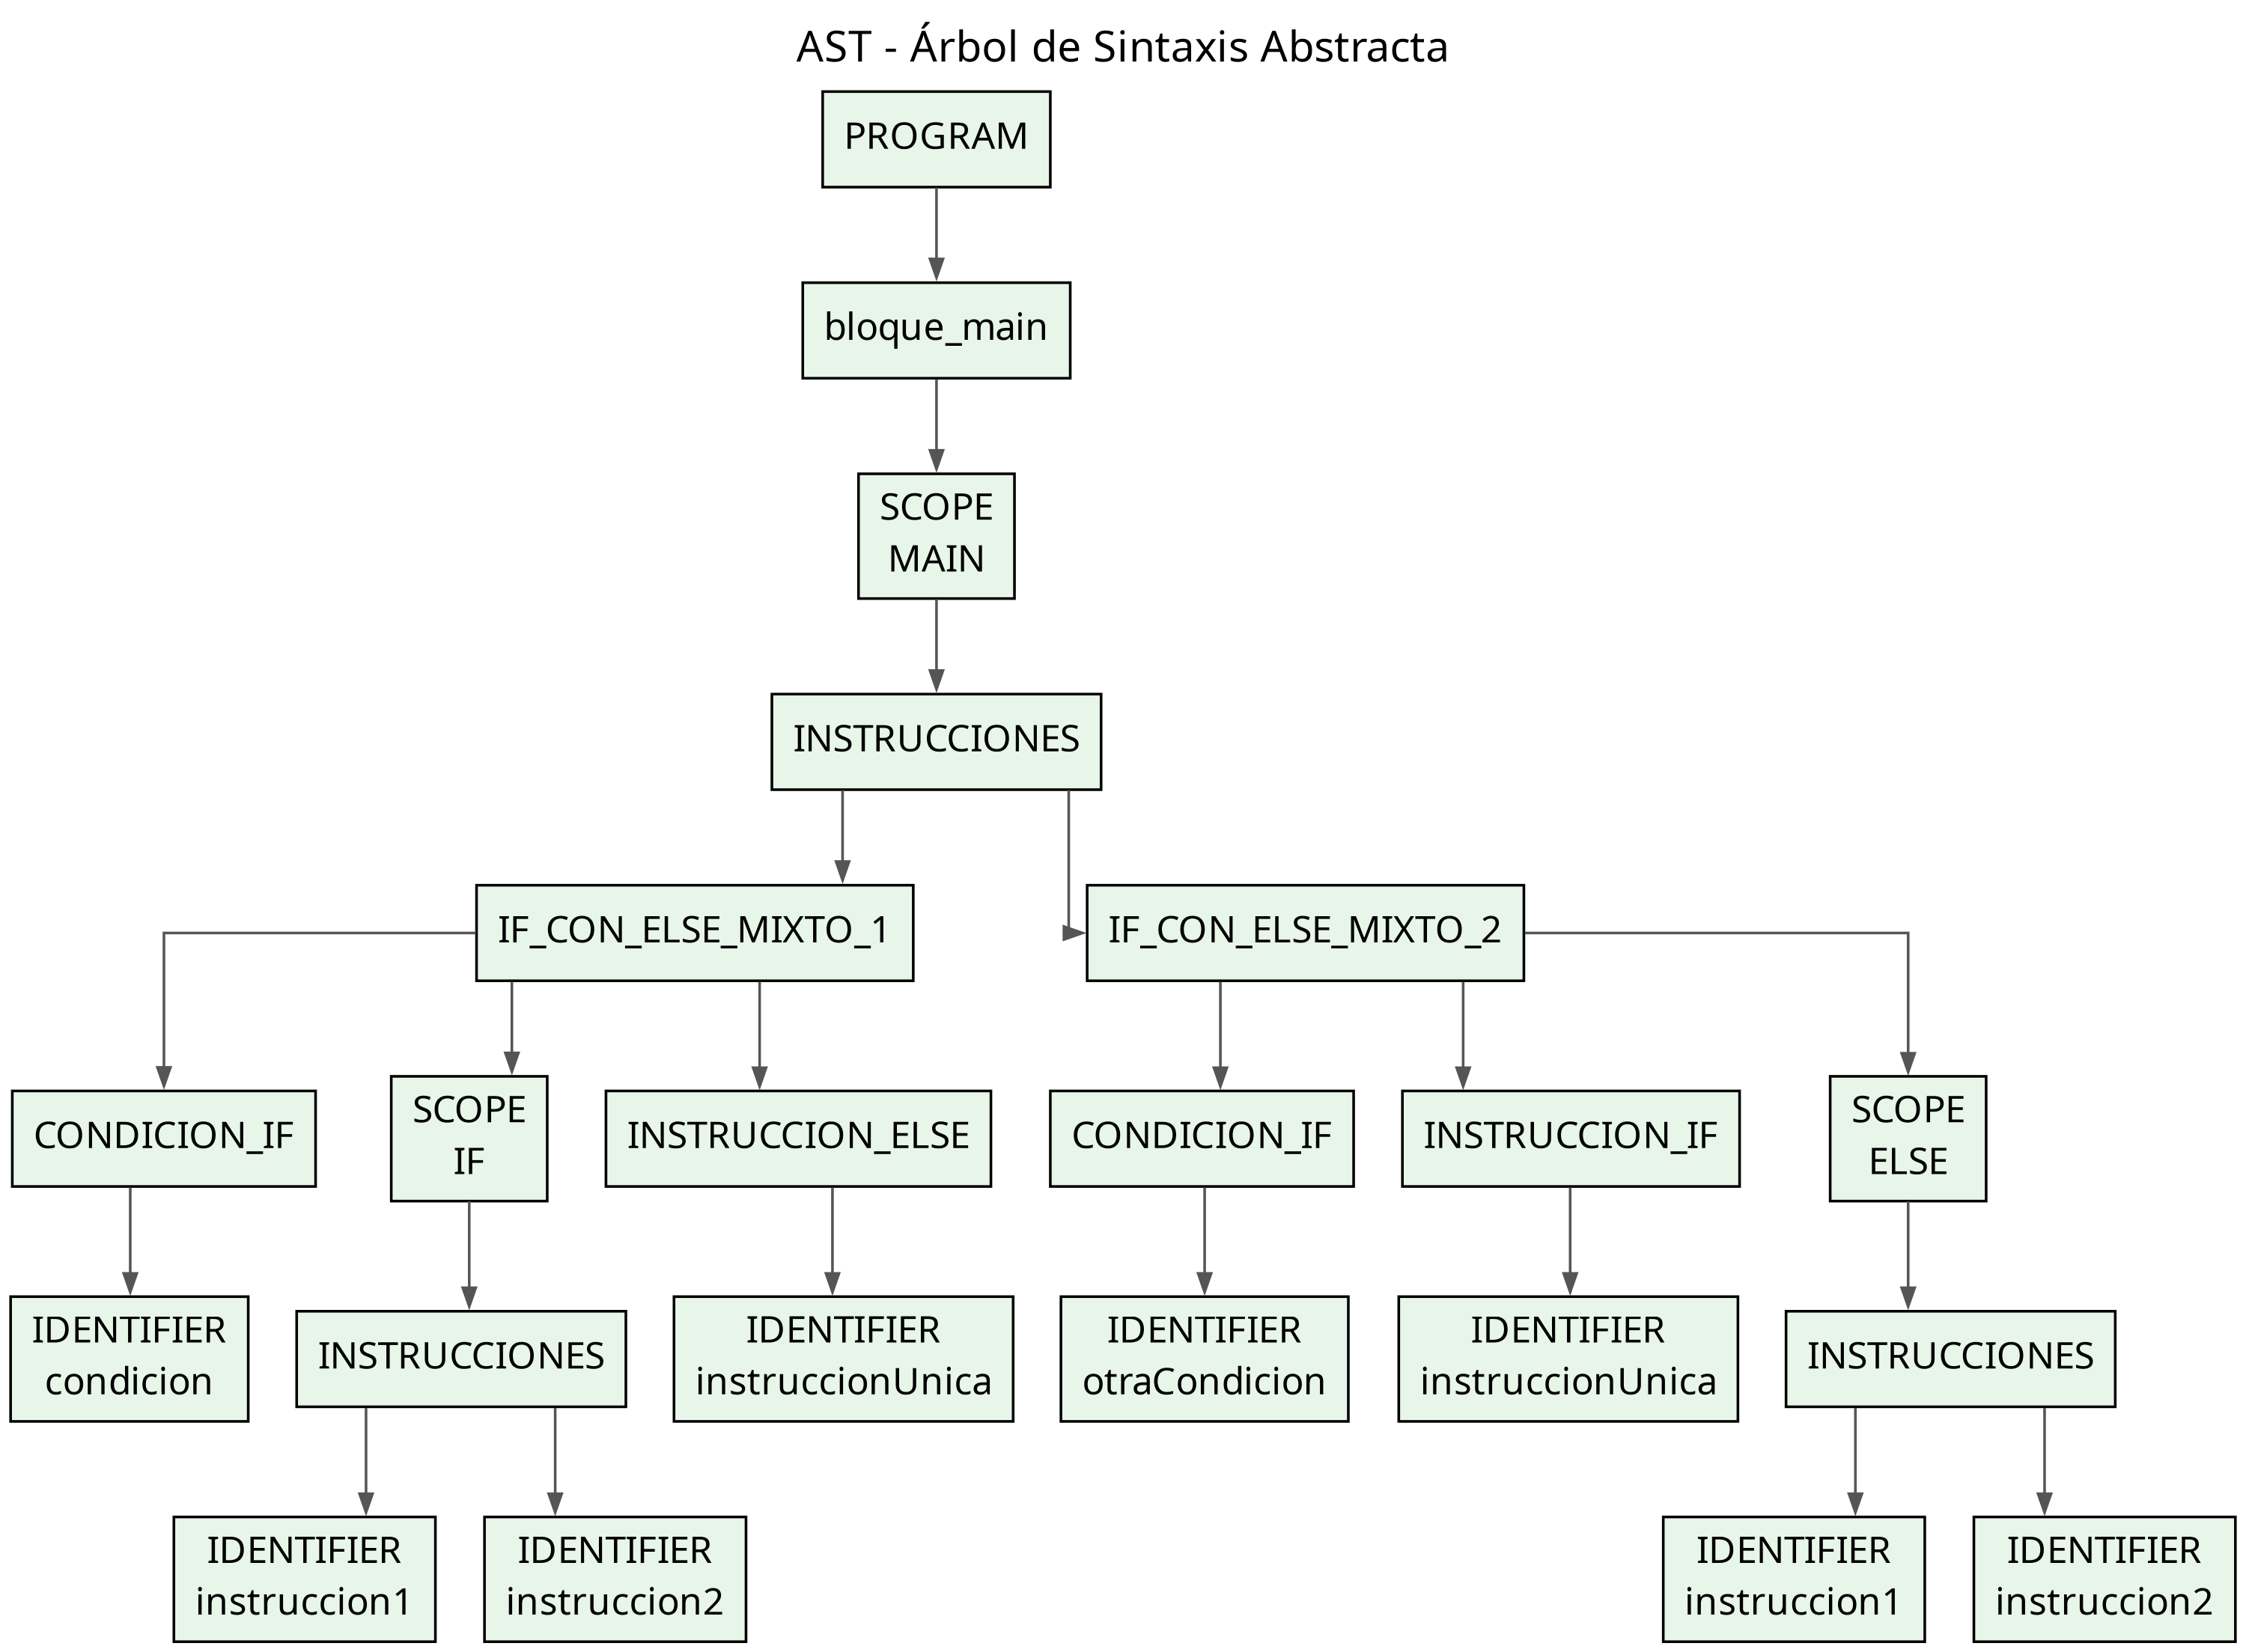 AST - Árbol de Sintaxis Abstracta
PROGRAM
bloque_main
SCOPE
MAIN
INSTRUCCIONES
IF_CON_ELSE_MIXTO_1
IF_CON_ELSE_MIXTO_2
CONDICION_IF
SCOPE
IF
INSTRUCCION_ELSE
CONDICION_IF
INSTRUCCION_IF
SCOPE
ELSE
IDENTIFIER
condicion
INSTRUCCIONES
IDENTIFIER
instruccionUnica
IDENTIFIER
otraCondicion
IDENTIFIER
instruccionUnica
INSTRUCCIONES
IDENTIFIER
instruccion1
IDENTIFIER
instruccion2
IDENTIFIER
instruccion1
IDENTIFIER
instruccion2